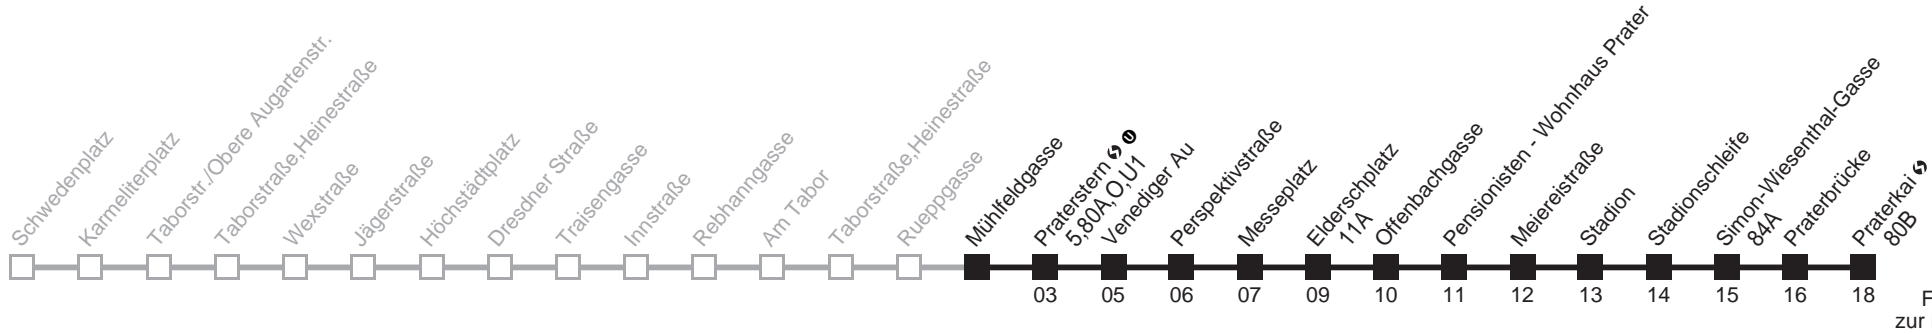 Schwedenplatz
Karmeliterplatz
Taborstr./Obere Augartenstr.
Taborstraße,Heinestraße
Wexstraße
Jägerstraße
Höchstädtplatz
Dresdner Straße
Traisengasse
Innstraße
Rebhanngasse
Am Tabor
Taborstraße,Heinestraße
Rueppgasse
Mühlfeldgasse
Praterstern S U
5,80A,O,U1
Venediger Au
Perspektivstraße
Messeplatz
Elderschplatz
11A
Offenbachgasse
Pensionisten - Wohnhaus Prater
Meiereistraße
Stadion
Stadionschleife
Simon-Wiesenthal-Gasse
84A
Praterbrücke
Praterkai S
80B
03 05 06 07 09 10 11 12 13 14 15 16 18
F
zur